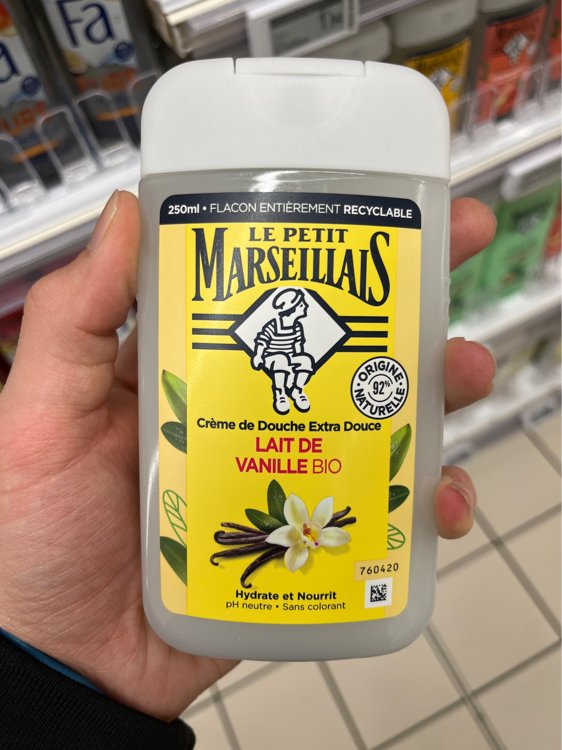 Fa
Fa
250ml • FLACON ENTIÈREMENT RECYCLABLE
LE PETIT
MARSEILLAIS
ORIGINE
92%
NATURELLE
Crème de Douche Extra Douce
LAIT DE
VANILLE BIO
760420
Hydrate et Nourrit
pH neutre • Sans colorant